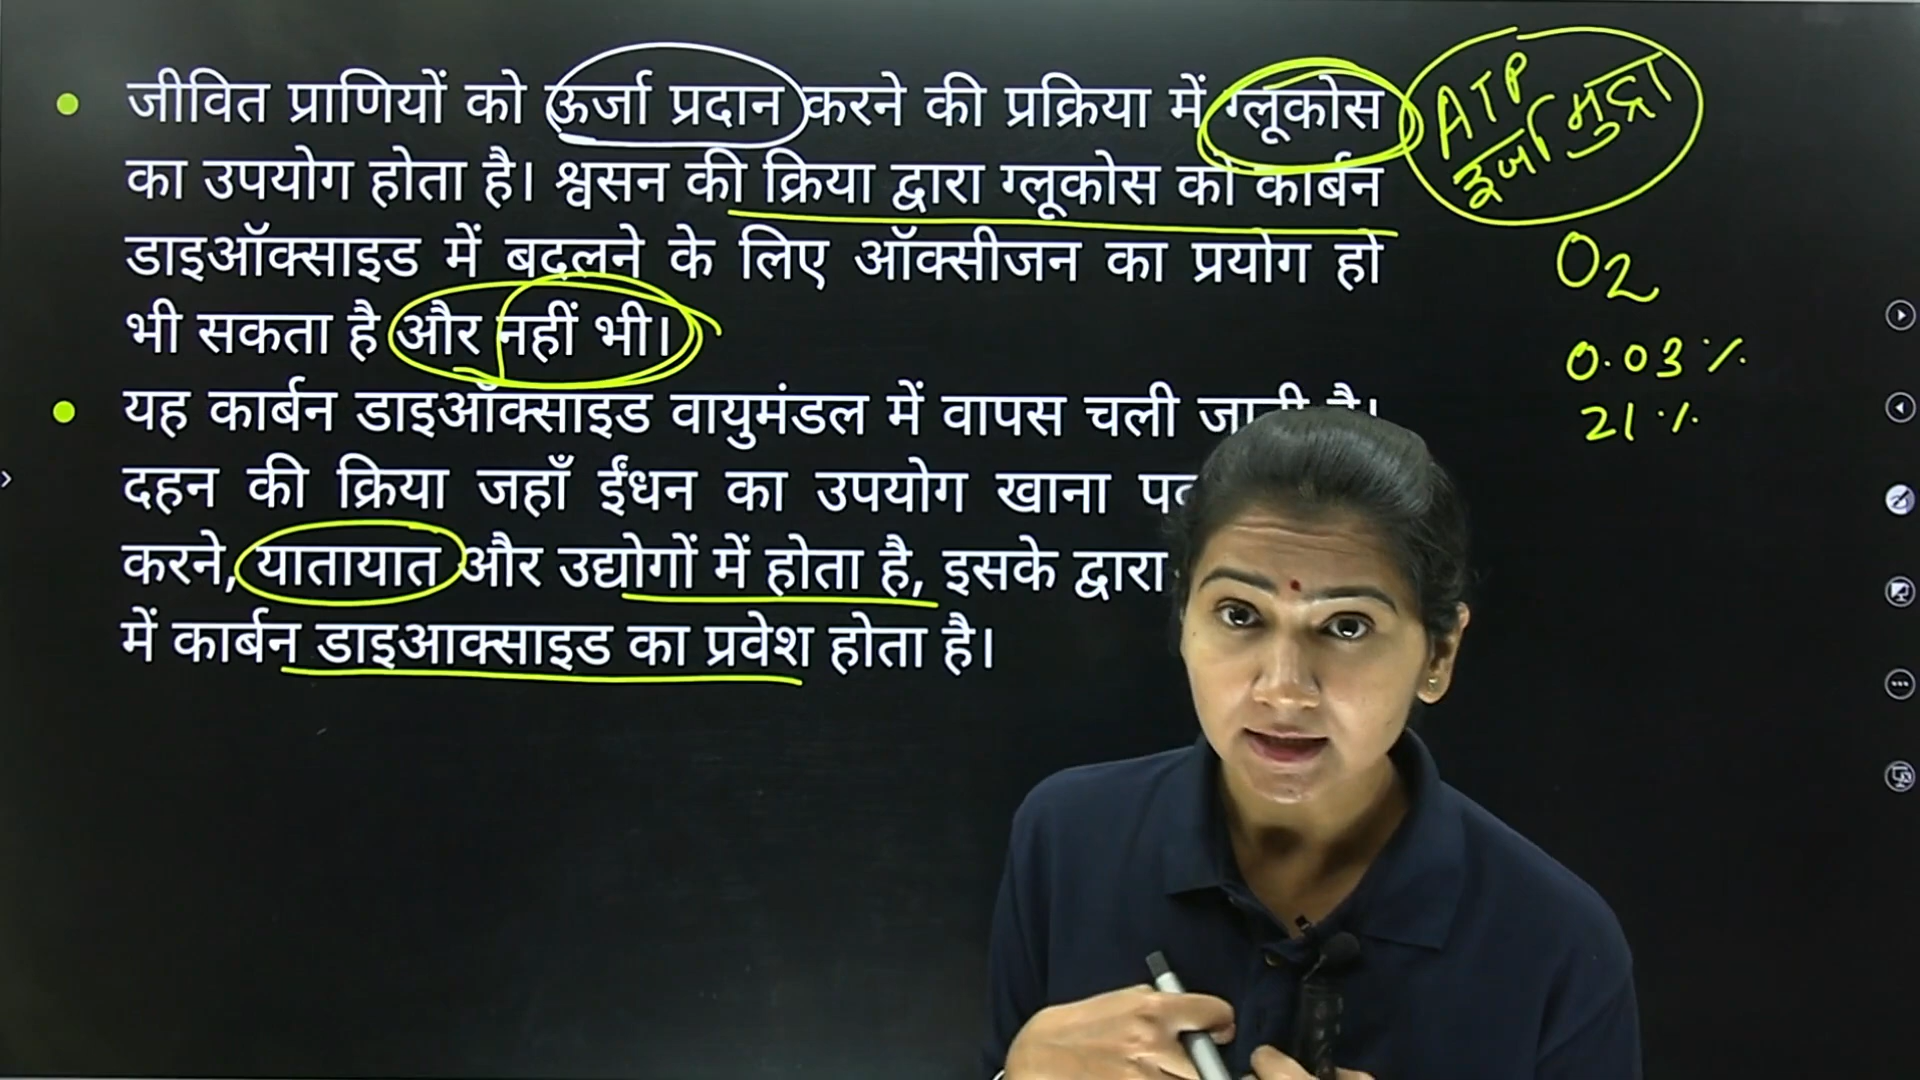 जीवित प्राणियों को ऊर्जा प्रदान करने की प्रक्रिया में ग्लूकोस
का उपयोग होता है। श्वसन की क्रिया द्वारा ग्लूकोस को कार्बन
डाइऑक्साइड में बदलने के लिए ऑक्सीजन का प्रयोग हो
भी सकता है और नहीं भी।
यह कार्बन डाइऑक्साइड वायुमंडल में वापस चली जाती है।
दहन की क्रिया जहाँ ईंधन का उपयोग खाना
करने, यातायात और उद्योगों में होता है, इसके द्वारा
में कार्बन डाइआक्साइड का प्रवेश होता है।
ATP
ऊर्जा मुद्रा
O2
0.03%
21%